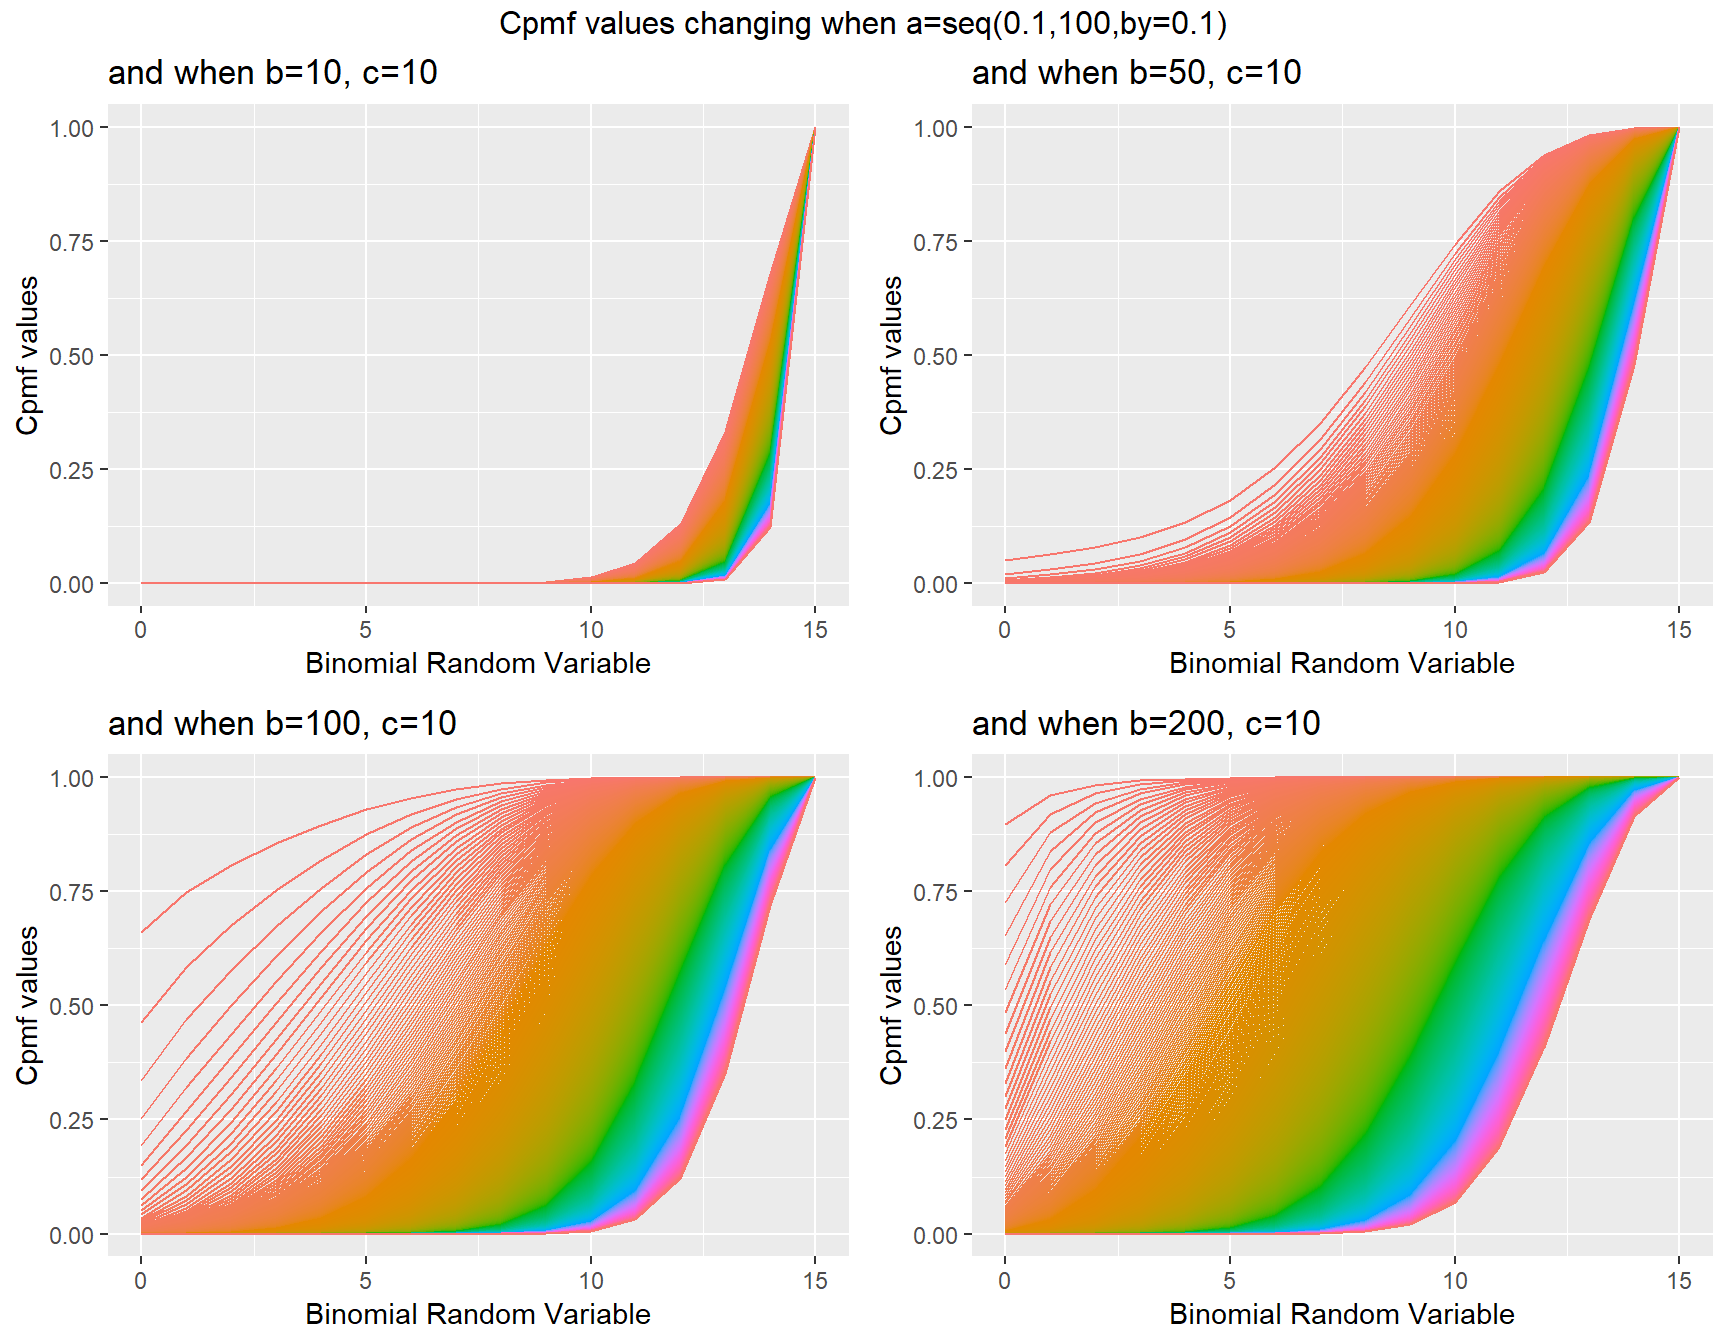 Cpmf values changing when a=seq(0.1,100,by=0.1)
and when b=10, c=10
1.00
0.75
0.50
0.25
0.00
Cpmf values
0 5 10 15
Binomial Random Variable
and when b=50, c=10
1.00
0.75
0.50
0.25
0.00
Cpmf values
0 5 10 15
Binomial Random Variable
and when b=100, c=10
1.00
0.75
0.50
0.25
0.00
Cpmf values
0 5 10 15
Binomial Random Variable
and when b=200, c=10
1.00
0.75
0.50
0.25
0.00
Cpmf values
0 5 10 15
Binomial Random Variable